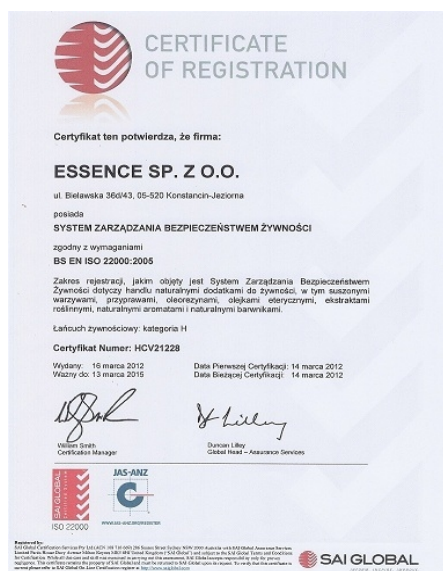 CERTIFICATE
OF REGISTRATION
Certyfikat ten potwierdza, że firma:
ESSENCE SP. Z O.O.
ul. Bielawska 36d/43, 05-520 Konstancin-Jeziorna
posiada
SYSTEM ZARZĄDZANIA BEZPIECZEŃSTWEM ŻYWNOŚCI
zgodny z wymaganiami
BS EN ISO 22000:2005
Zakres rejestracji, jakim objęty jest System Zarządzania Bezpieczeństwem
Żywności dotyczy handlu naturalnymi dodatkami do żywności, w tym suszonymi
warzywami, przyprawami, oleorezynami, olejkami eterycznymi, ekstraktami
roślinnymi, naturalnymi aromatami i naturalnymi barwnikami.
Łańcuch żywnościowy: kategoria H
Certyfikat Numer: HCV21228
Wydany: 16 marca 2012 Data Pierwszej Certyfikacji: 14 marca 2012
Ważny do: 13 marca 2015 Data Bieżącej Certyfikacji: 14 marca 2012
William Smith
Certification Manager
Duncan Lilley
Global Head – Assurance Services
SAI GLOBAL
JAS-ANZ
ISO 22000
Registered by:
SAI GLOBAL